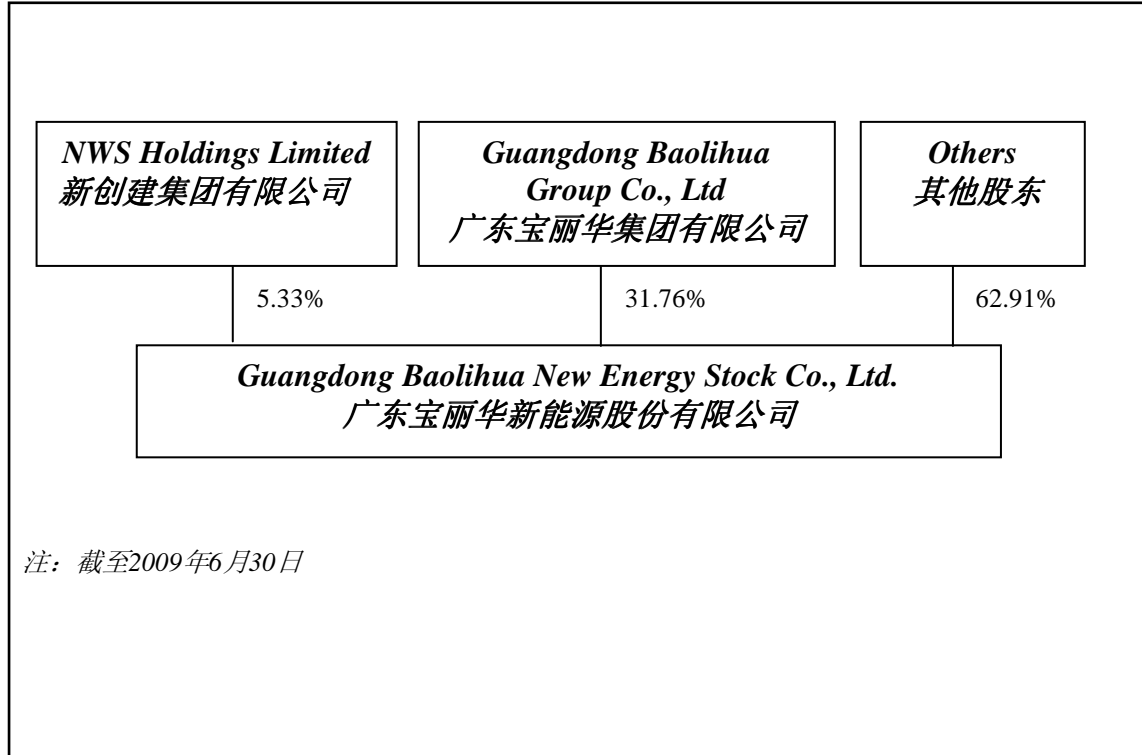 NWS Holdings Limited
新创建集团有限公司
Guangdong Baolihua
Group Co., Ltd
广东宝丽华集团有限公司
Others
其他股东
5.33%
31.76%
62.91%
Guangdong Baolihua New Energy Stock Co., Ltd.
广东宝丽华新能源股份有限公司
注：截至2009年6月30日